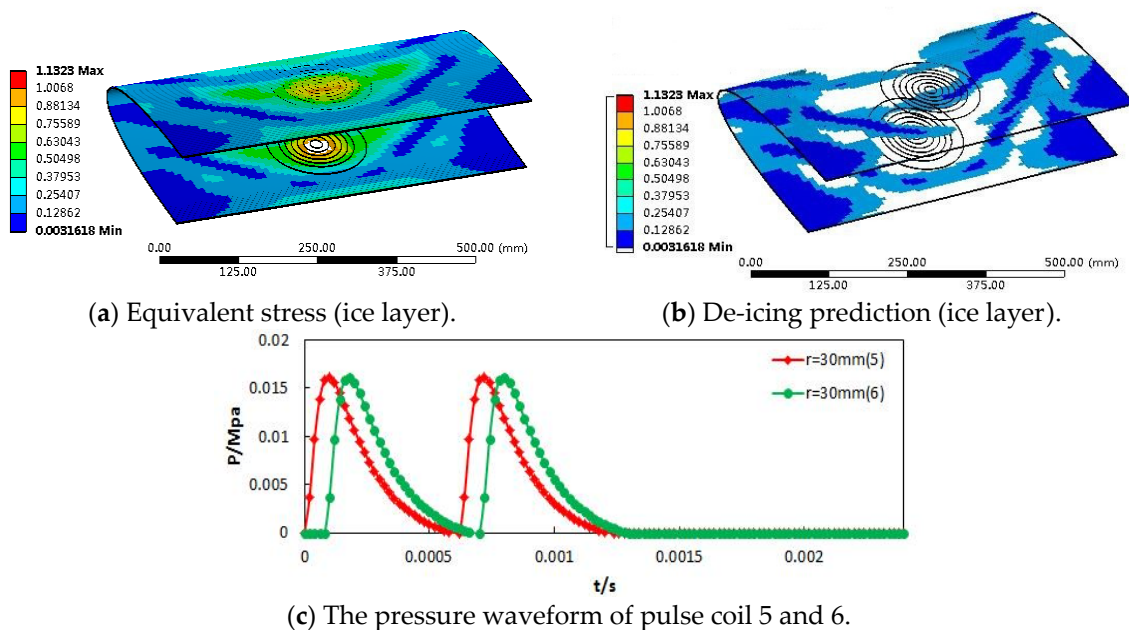 1.1323 Max
1.0068
0.88134
0.75589
0.63043
0.50498
0.37953
0.25407
0.12862
0.0031618 Min
0.00 250.00 500.00 (mm)
125.00 375.00
(a) Equivalent stress (ice layer).
1.1323 Max
1.0068
0.88134
0.75589
0.63043
0.50498
0.37953
0.25407
0.12862
0.0031618 Min
0.00 250.00 500.00 (mm)
125.00 375.00
(b) De-icing prediction (ice layer).
P/Mpa
0.02
0.015
0.01
0.005
0
0 0.0005 0.001 0.0015 0.002
t/s
r=30mm(5)
r=30mm(6)
(c) The pressure waveform of pulse coil 5 and 6.